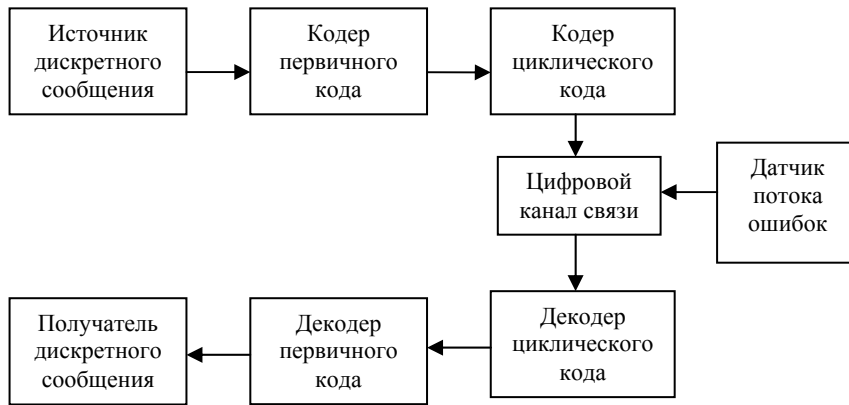 Источник
дискретного
сообщения
Кодер
первичного
кода
Кодер
циклического
кода
Цифровой
канал связи
Датчик
потока
ошибок
Получатель
дискретного
сообщения
Декодер
первичного
кода
Декодер
циклического
кода